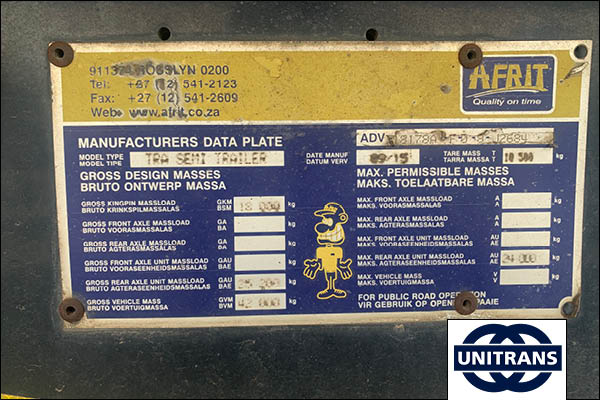 ROSSLYN 0200
Tel: +27 (12) 541-2123
Fax: +27 (12) 541-2609
Web: www.afrit.co.za
AFRIT
Quality on time
MANUFACTURERS DATA PLATE
ADV
MODEL TYPE
MODEL TIPE
TRA SEMI TRAILER
DATE MANUF
DATUM VERV
09/15
TARE MASS
TARRA MASSA
T
T
10 500
kg
GROSS DESIGN MASSES
BRUTO ONTWERP MASSA
MAX. PERMISSIBLE MASSES
MAKS. TOELAATBARE MASSA
GROSS KINGPIN MASSLOAD
BRUTO KRINKSPILMASSALAS
GKM
BSM
18 000
kg
GROSS FRONT AXLE MASSLOAD
BRUTO VOORASMASSALAS
GA
BA
kg
GROSS REAR AXLE MASSLOAD
BRUTO AGTERASMASSALAS
GA
BA
kg
GROSS FRONT AXLE UNIT MASSLOAD
BRUTO VOORASEENHEIDSMASSALAS
GAU
BAE
kg
GROSS REAR AXLE UNIT MASSLOAD
BRUTO AGTERASEENHEIDSMASSALAS
GAU
BAE
kg
GROSS VEHICLE MASS
BRUTO VOERTUIGMASSA
GVM
BVM
42 000
kg
MAX. FRONT AXLE MASSLOAD
MAKS. VOORASMASSALAS
A
A
kg
MAX. REAR AXLE MASSLOAD
MAKS. AGTERASMASSALAS
A
A
kg
MAX. FRONT AXLE UNIT MASSLOAD
MAKS. VOORASEENHEIDSMASSALAS
AU
AE
kg
MAX. REAR AXLE UNIT MASSLOAD
MAKS. AGTERASEENHEIDSMASSALAS
AU
AE
24 000
kg
MAX. VEHICLE MASS
MAKS. VOERTUIGMASSA
V
V
kg
FOR PUBLIC ROAD OPERATION
VIR GEBRUIK OP OPENBARE PAAIE
UNITRANS